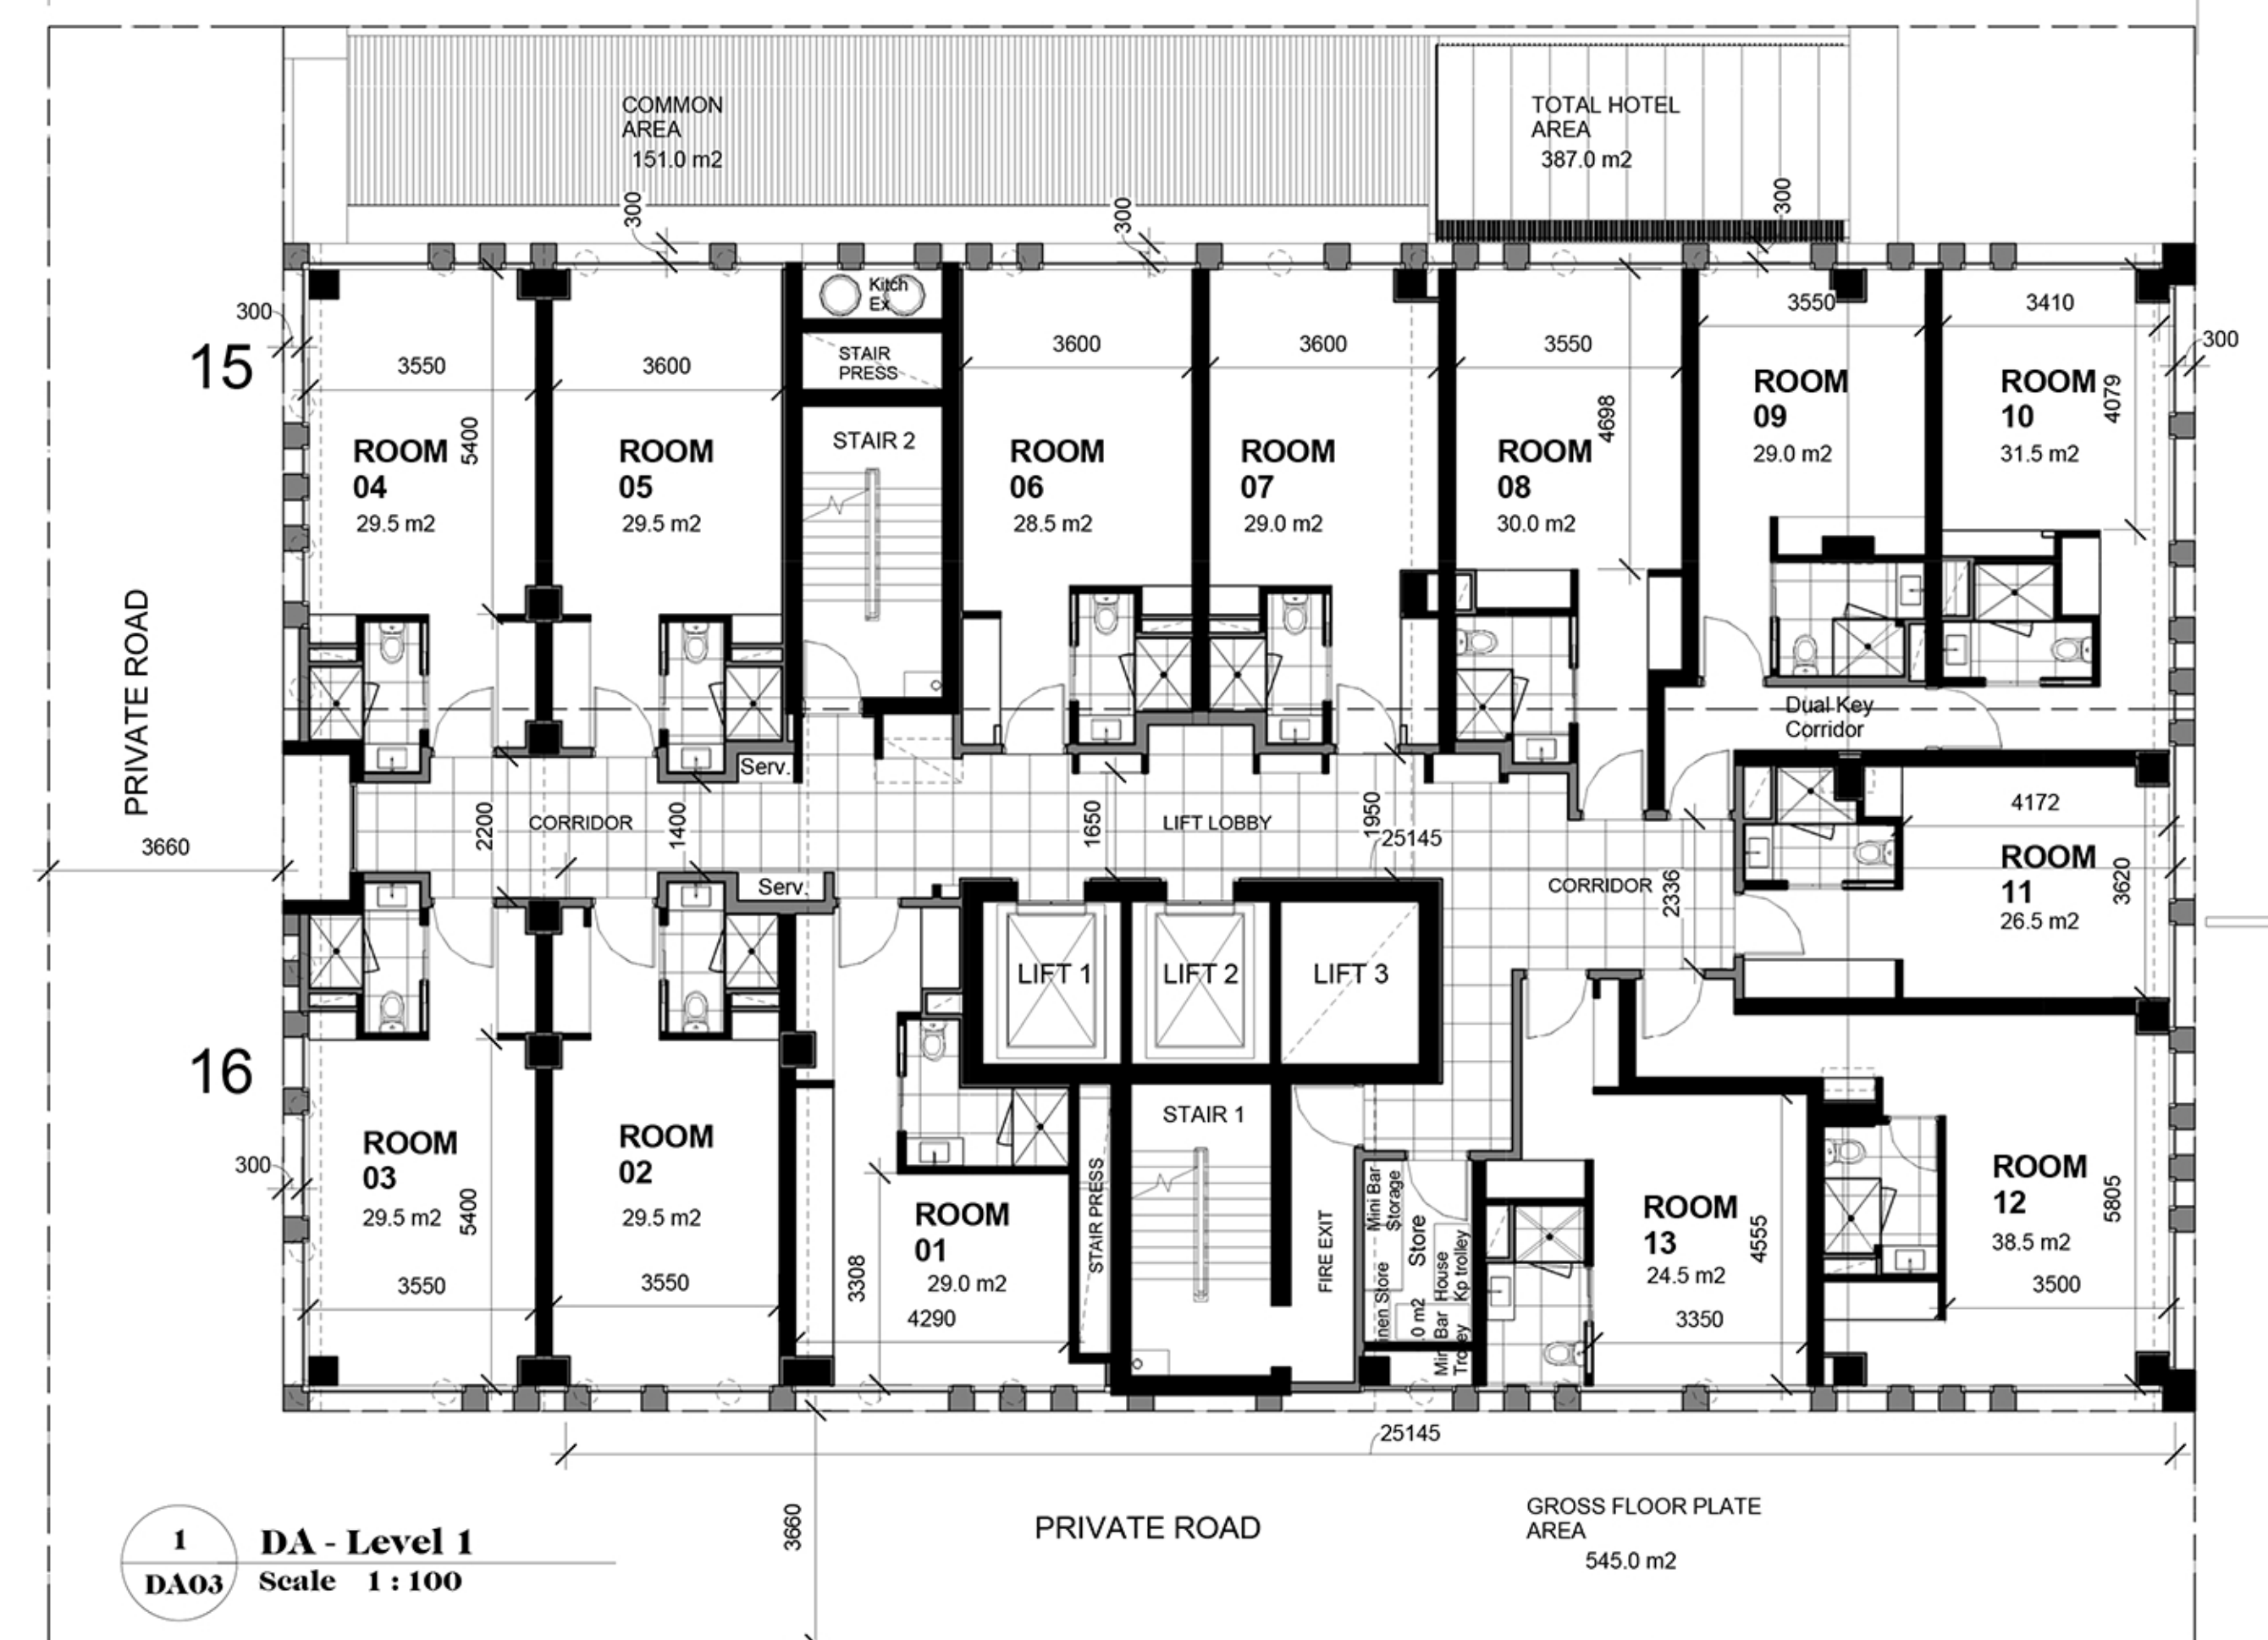 COMMON
AREA
151.0 m2
TOTAL HOTEL
AREA
387.0 m2
300
300
300
Kitch
Ex
300
15
3550
3600
STAIR
PRESS
3600
3600
3550
3550
3410
300
ROOM
04
29.5 m2
5400
ROOM
05
29.5 m2
STAIR 2
ROOM
06
28.5 m2
ROOM
07
29.0 m2
ROOM
08
30.0 m2
4698
ROOM
09
29.0 m2
ROOM
10
31.5 m2
4079
PRIVATE ROAD
Dual Key
Corridor
Serv.
3660
2200
CORRIDOR
1400
1650
LIFT LOBBY
1950
25145
4172
Serv.
CORRIDOR
2336
ROOM
11
26.5 m2
3620
LIFT 1
LIFT 2
LIFT 3
16
300
ROOM
03
29.5 m2
5400
3550
ROOM
02
29.5 m2
3550
ROOM
01
29.0 m2
3308
4290
STAIR PRESS
STAIR 1
FIRE EXIT
Mini Bar
Storage
Store
House
Kp trolley
Store
.0 m2
Bar
ROOM
13
24.5 m2
4555
3350
ROOM
12
38.5 m2
5805
3500
25145
3660
PRIVATE ROAD
GROSS FLOOR PLATE
AREA
545.0 m2
1
DA03
DA - Level 1
Scale 1 : 100